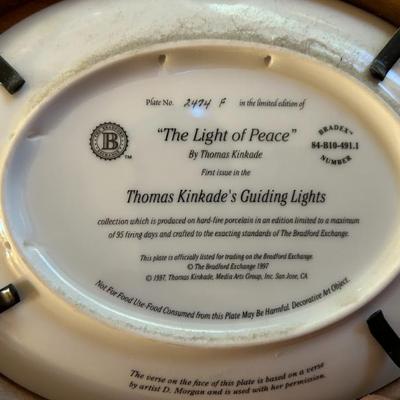 Plate No. 2474 F in the limited edition of
"The Light of Peace"
By Thomas Kinkade
First issue in the
Thomas Kinkade's Guiding Lights
collection which is produced on hard-fire porcelain in an edition limited to a maximum
of 95 firing days and crafted to the exacting standards of The Bradford Exchange.
This plate is officially listed for trading on the Bradford Exchange.
© The Bradford Exchange 1997
© 1997, Thomas Kinkade, Media Arts Group, Inc. San Jose, CA
Not For Food Use-Food Consumed from this Plate May Be Harmful. Decorative Art Object.
The verse on the face of this plate is based on a verse
by artist D. Morgan and is used with her permission.
B
TM
BRADEX™
84-B10-491.1
NUMBER